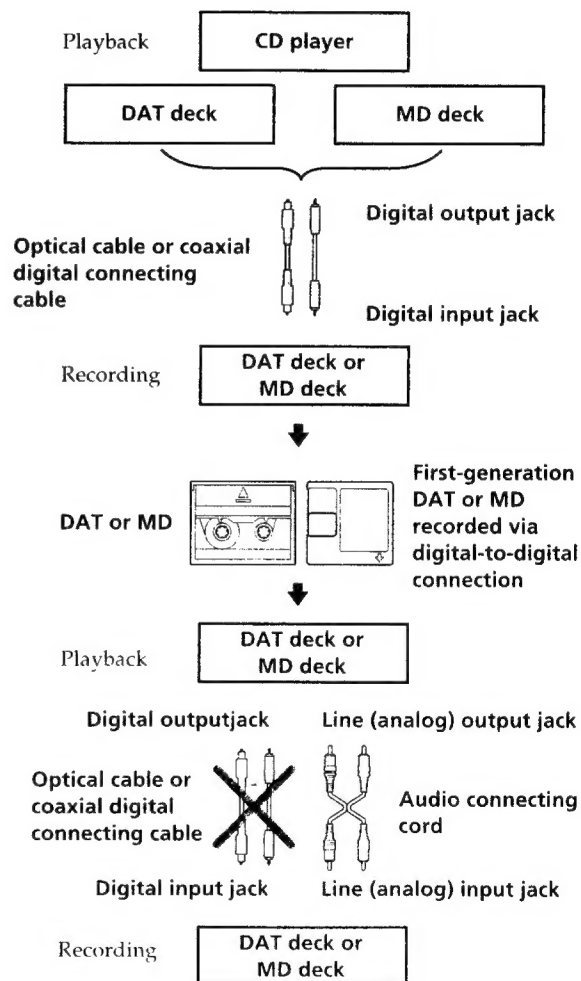 Playback
CD player
DAT deck
MD deck
Digital output jack
Optical cable or coaxial
digital connecting
cable
Digital input jack
Recording
DAT deck or
MD deck
DAT or MD
First-generation
DAT or MD
recorded via
digital-to-digital
connection
Playback
DAT deck or
MD deck
Digital outputjack
Line (analog) output jack
Optical cable or
coaxial digital
connecting cable
Audio connecting
cord
Digital input jack
Line (analog) input jack
Recording
DAT deck or
MD deck